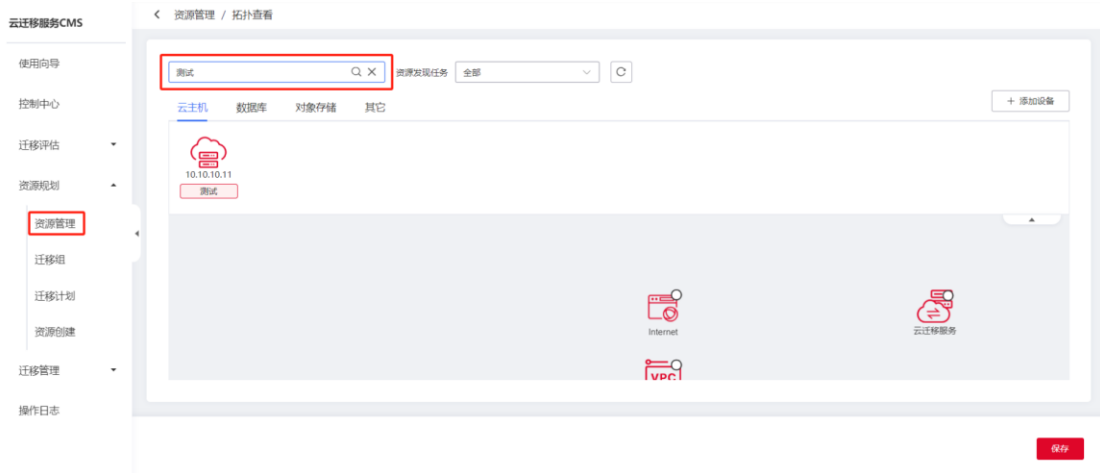 云迁移服务CMS
资源管理 / 拓扑查看
使用向导
控制中心
迁移评估
资源规划
资源管理
迁移组
迁移计划
资源创建
迁移管理
操作日志
测试
资源发现任务 全部
云主机 数据库 对象存储 其它
+ 添加设备
10.10.10.11
测试
Internet
云迁移服务
VPC
保存